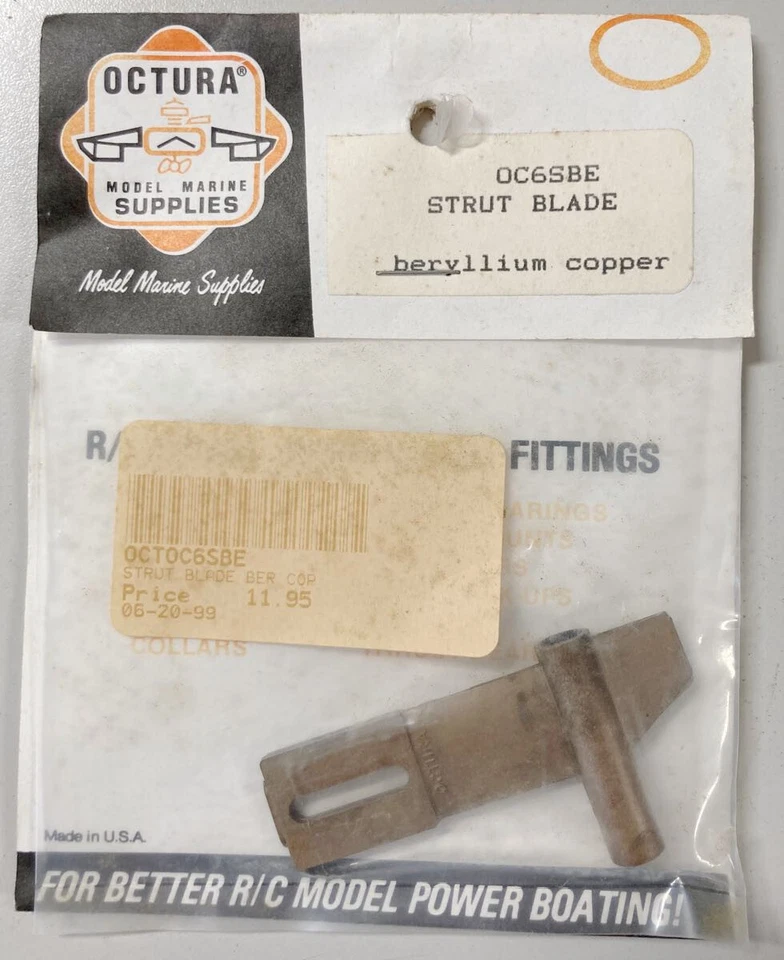 OCTURA®
MODEL MARINE
SUPPLIES
Model Marine Supplies
OC6SBE
STRUT BLADE
beryllium copper
R/ FITTINGS
OCTOC6SBE
STRUT BLADE BER COP
Price 11.95
06-20-99
COLLARS
Made in U.S.A.
FOR BETTER R/C MODEL POWER BOATING!